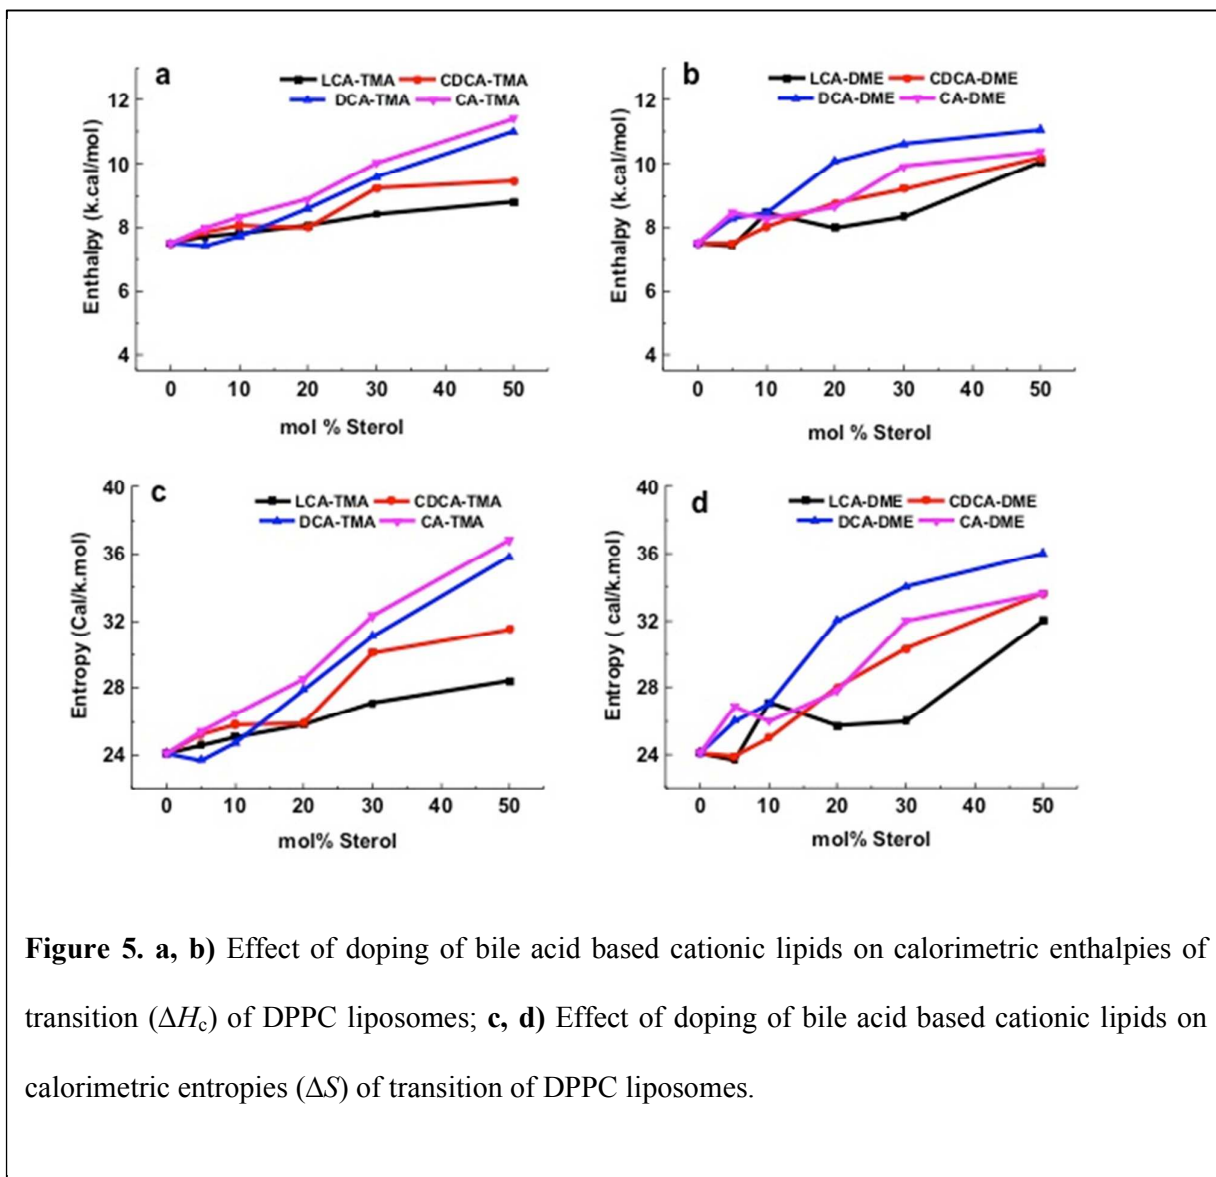 a
LCA-TMA CDCA-TMA
DCA-TMA CA-TMA
12
10
8
6
4
Enthalpy (k.cal/mol)
0 10 20 30 40 50
mol % Sterol
b
LCA-DME CDCA-DME
DCA-DME CA-DME
12
10
8
6
4
Enthalpy (k.cal/mol)
0 10 20 30 40 50
mol % Sterol
c
LCA-TMA CDCA-TMA
DCA-TMA CA-TMA
40
36
32
28
24
Entropy (Cal/k.mol)
0 10 20 30 40 50
mol% Sterol
d
LCA-DME CDCA-DME
DCA-DME CA-DME
40
36
32
28
24
Entropy ( cal/k.mol)
0 10 20 30 40 50
mol% Sterol
Figure 5. a, b) Effect of doping of bile acid based cationic lipids on calorimetric enthalpies of
transition (ΔHc) of DPPC liposomes; c, d) Effect of doping of bile acid based cationic lipids on
calorimetric entropies (ΔS) of transition of DPPC liposomes.